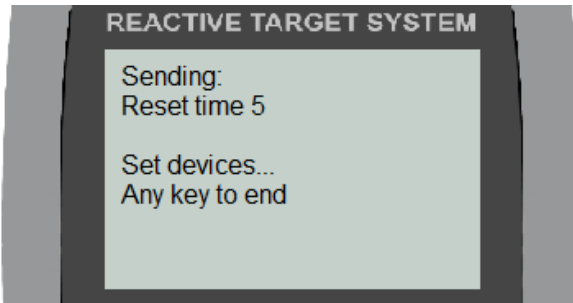 REACTIVE TARGET SYSTEM
Sending:
Reset time 5
Set devices...
Any key to end